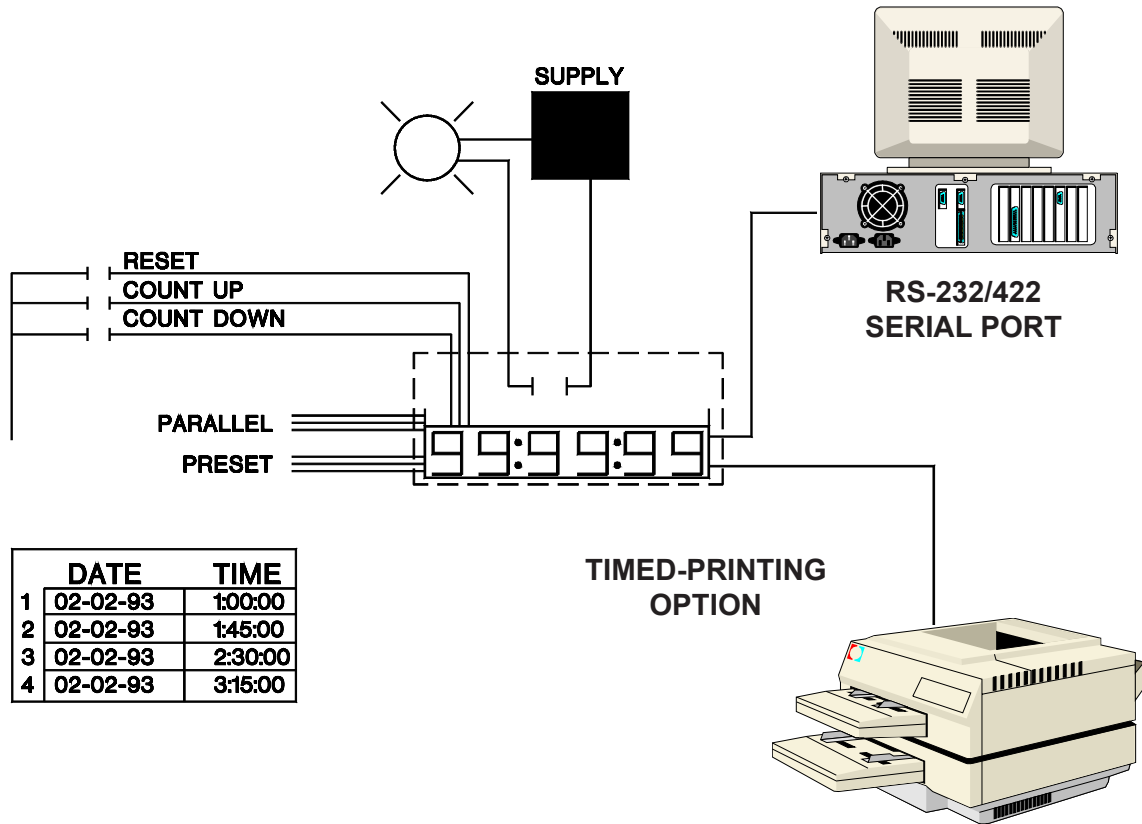 SUPPLY
RS-232/422
SERIAL PORT
RESET
COUNT UP
COUNT DOWN
PARALLEL
PRESET
99:99:99
TIMED-PRINTING
OPTION
DATE TIME
1 02-02-93 1:00:00
2 02-02-93 1:45:00
3 02-02-93 2:30:00
4 02-02-93 3:15:00